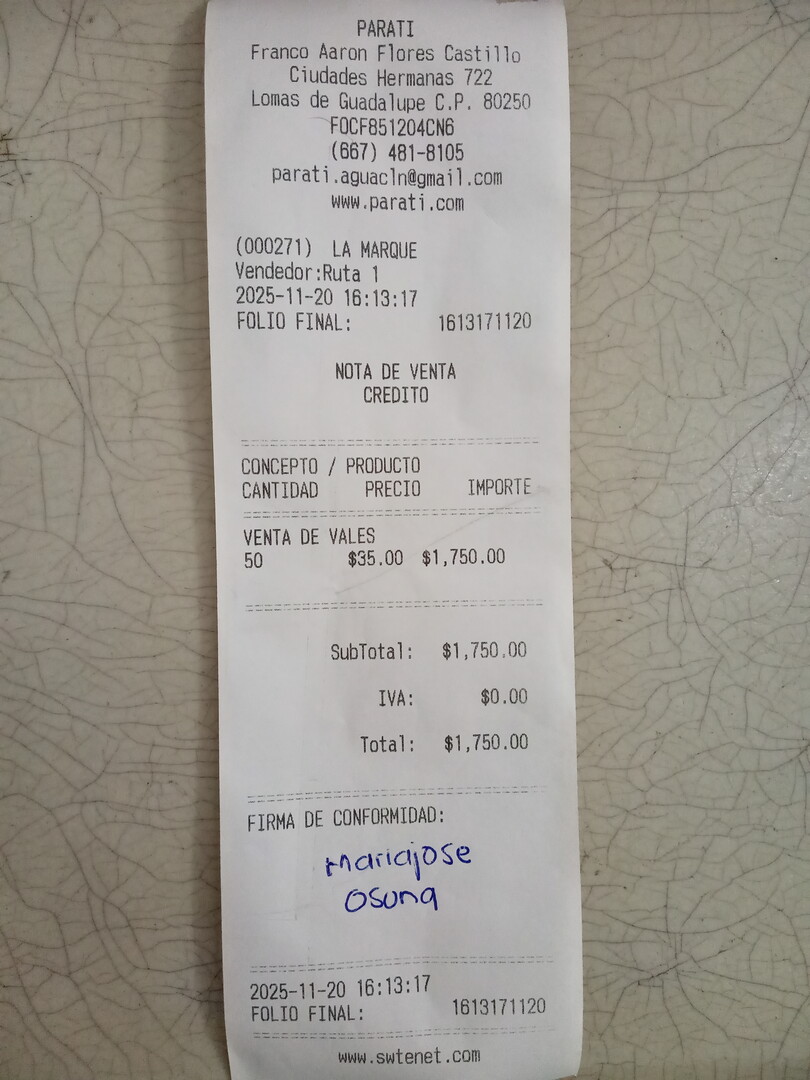 PARATI
Franco Aaron Flores Castillo
Ciudades Hermanas 722
Lomas de Guadalupe C.P. 80250
FOCF851204CN6
(667) 481-8105
parati.aguacln@gmail.com
www.parati.com
(000271) LA MARQUE
Vendedor:Ruta 1
2025-11-20 16:13:17
FOLIO FINAL: 1613171120
NOTA DE VENTA
CREDITO
CONCEPTO / PRODUCTO
CANTIDAD PRECIO IMPORTE
VENTA DE VALES
50 $35.00 $1,750.00
SubTotal: $1,750.00
IVA: $0.00
Total: $1,750.00
FIRMA DE CONFORMIDAD:
Mariajose
Osuna
2025-11-20 16:13:17
FOLIO FINAL: 1613171120
www.swtenet.com